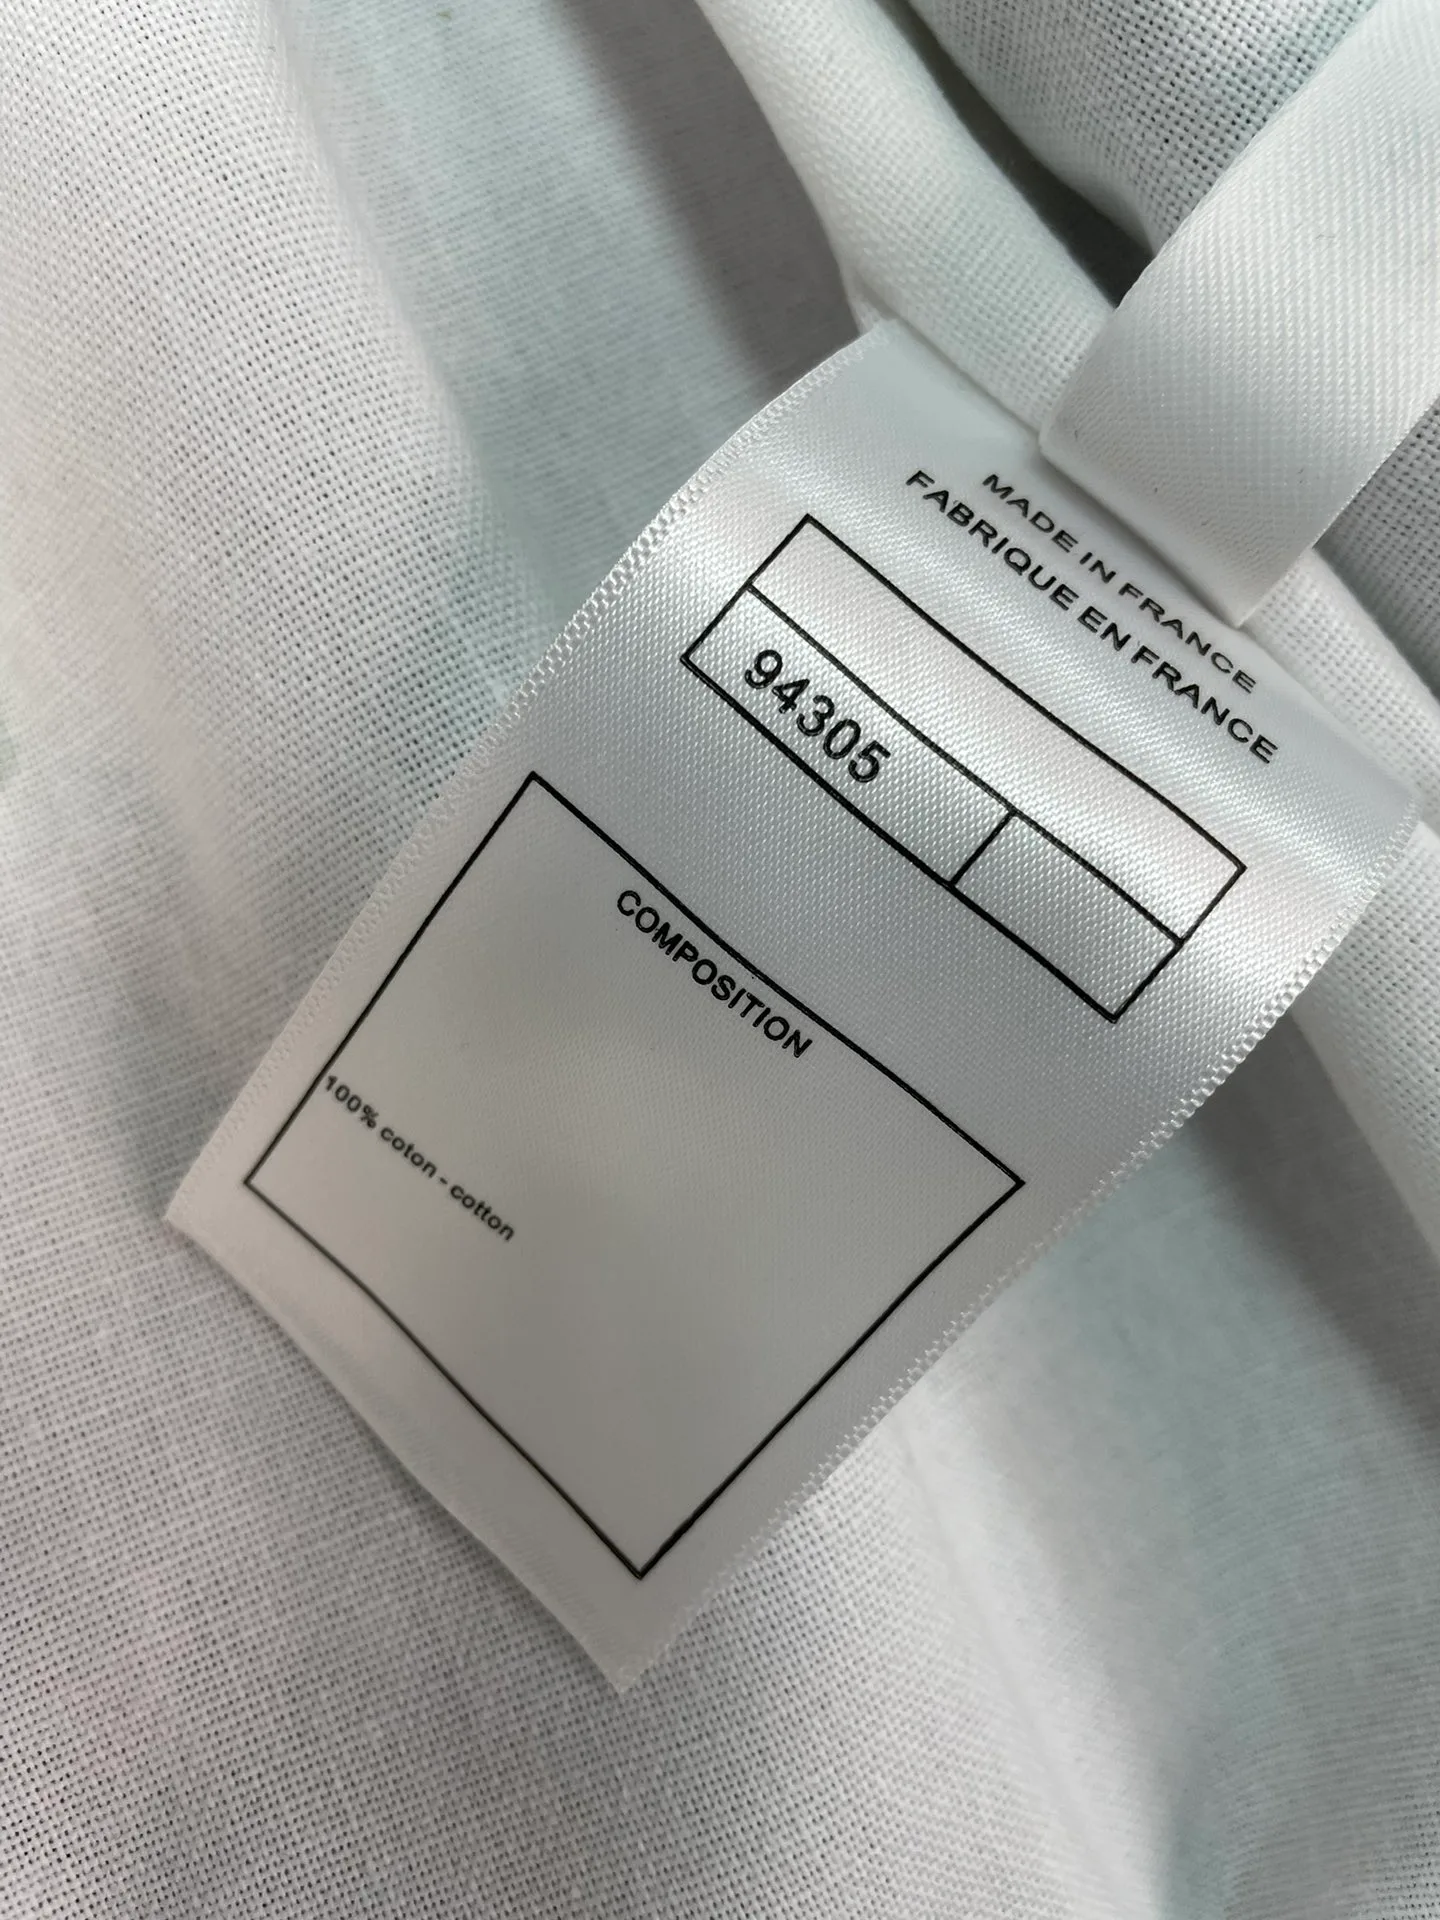 MADE IN FRANCE
FABRIQUE EN FRANCE
94305
COMPOSITION
100% coton - cotton